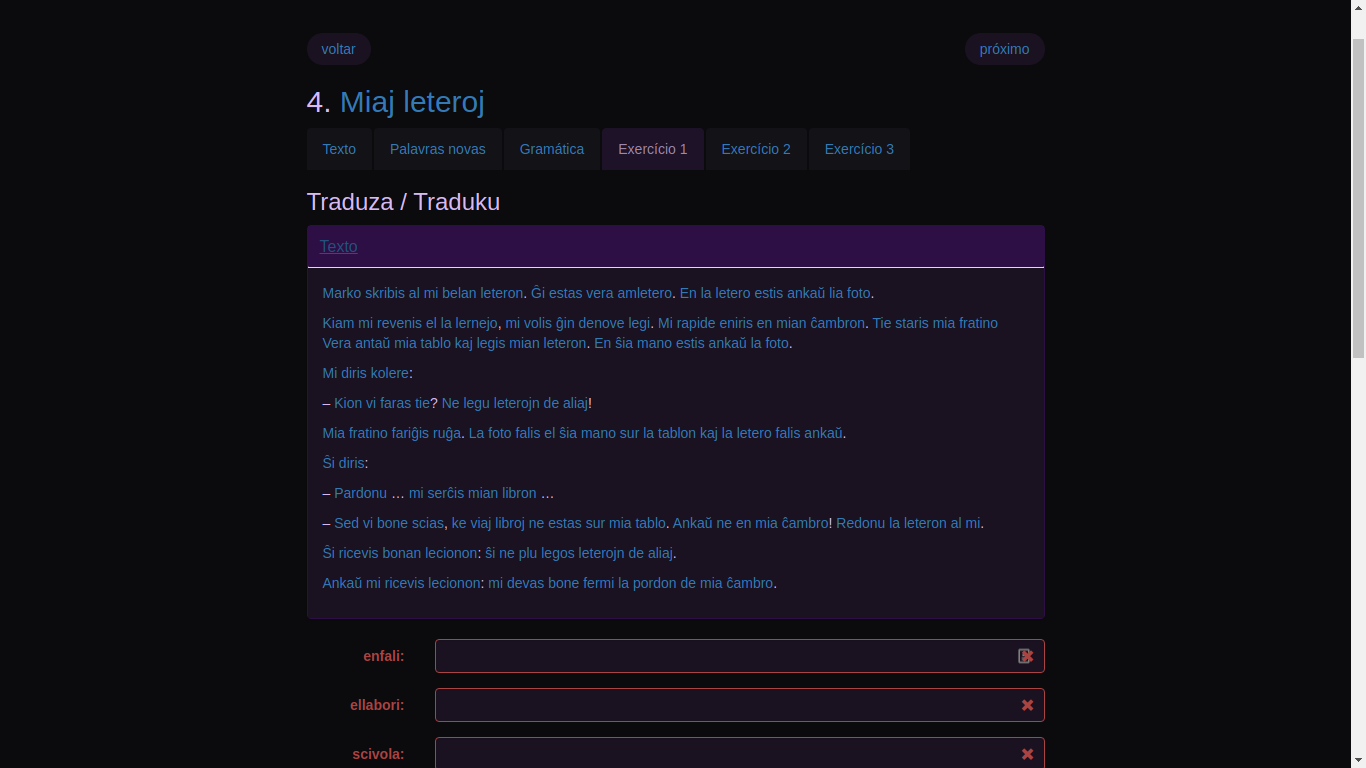 voltar
próximo
4. Miaj leteroj
Texto
Palavras novas
Gramática
Exercício 1
Exercício 2
Exercício 3
Traduza / Traduku
Texto
Marko skribis al mi belan leteron. Ĝi estas vera amletero. En la letero estis ankaŭ lia foto.
Kiam mi revenis el la lernejo, mi volis ĝin denove legi. Mi rapide eniris en mian ĉambron. Tie staris mia fratino
Vera antaŭ mia tablo kaj legis mian leteron. En ŝia mano estis ankaŭ la foto.
Mi diris kolere:
– Kion vi faras tie? Ne legu leterojn de aliaj!
Mia fratino fariĝis ruĝa. La foto falis el ŝia mano sur la tablon kaj la letero falis ankaŭ.
Ŝi diris:
– Pardonu … mi serĉis mian libron …
– Sed vi bone scias, ke viaj libroj ne estas sur mia tablo. Ankaŭ ne en mia ĉambro! Redonu la leteron al mi.
Ŝi ricevis bonan lecionon: ŝi ne plu legos leterojn de aliaj.
Ankaŭ mi ricevis lecionon: mi devas bone fermi la pordon de mia ĉambro.
enfali:
ellabori:
scivola: